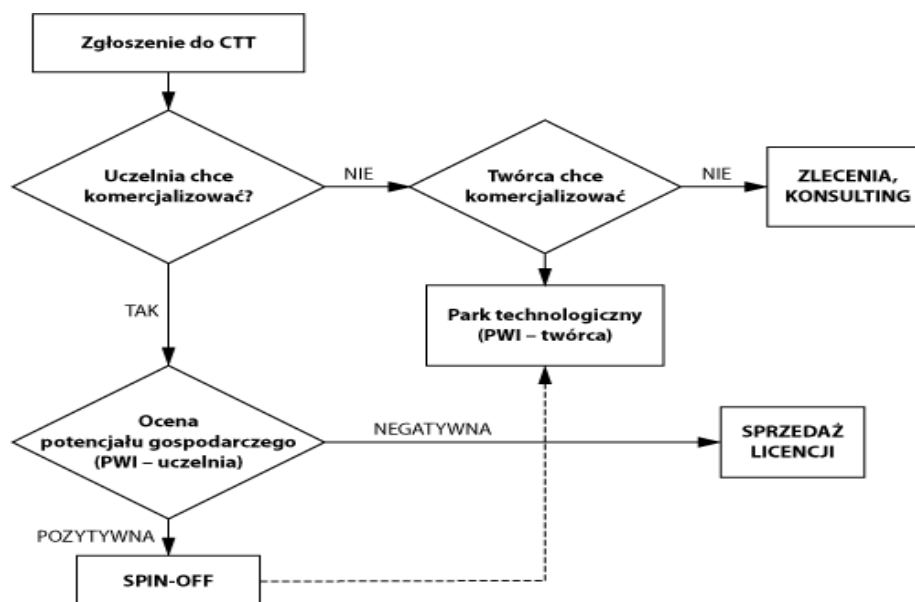 Zgłoszenie do CTT
Uczelnia chce
komercjalizować?
NIE
Twórca chce
komercjalizować
NIE
ZLECENIA,
KONSULTING
TAK
Park technologiczny
(PWI – twórca)
Ocena
potencjału gospodarczego
(PWI – uczelnia)
NEGATYWNA
SPRZEDAŻ
LICENCJI
POZYTYWNA
SPIN-OFF